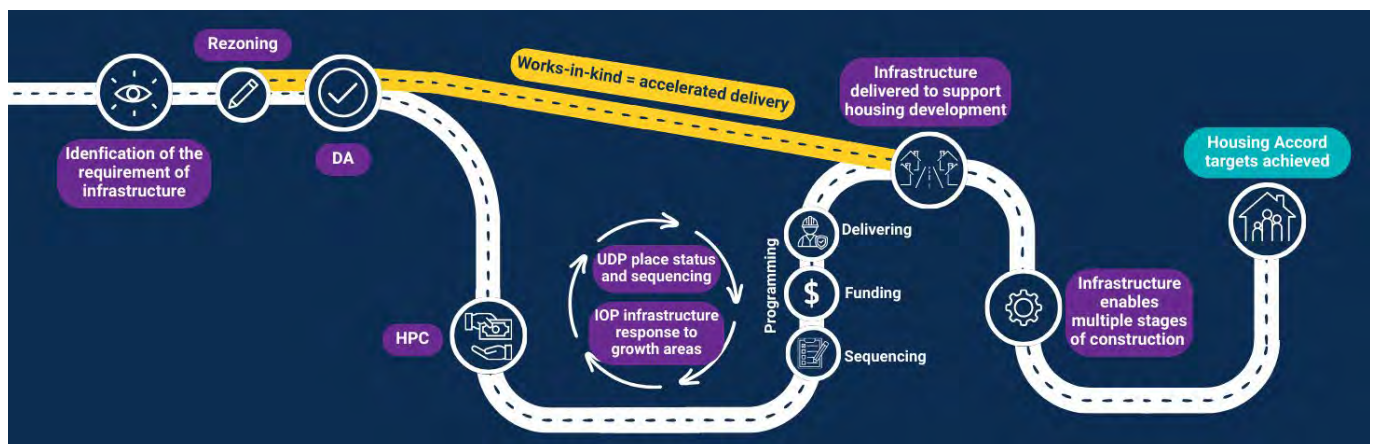 Rezoning
Idenfication of the
requirement of
infrastructure
DA
Works-in-kind = accelerated delivery
HPC
UDP place status
and sequencing
IOP infrastructure
response to
growth areas
Programming
Delivering
$
Funding
Sequencing
Infrastructure
delivered to support
housing development
Infrastructure
enables
multiple stages
of construction
Housing Accord
targets achieved